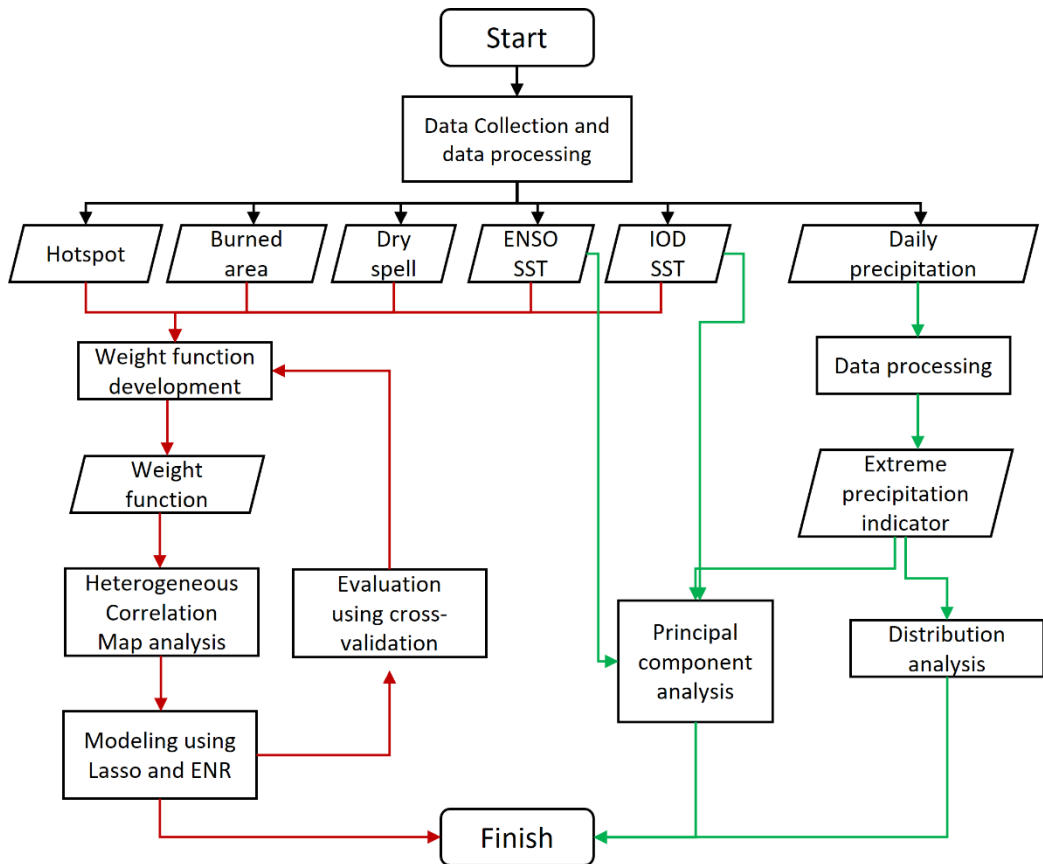 Start
Data Collection and
data processing
Hotspot
Burned
area
Dry
spell
ENSO
SST
IOD
SST
Daily
precipitation
Weight function
development
Data processing
Weight
function
Extreme
precipitation
indicator
Heterogeneous
Correlation
Map analysis
Evaluation
using cross-
validation
Principal
component
analysis
Distribution
analysis
Modeling using
Lasso and ENR
Finish